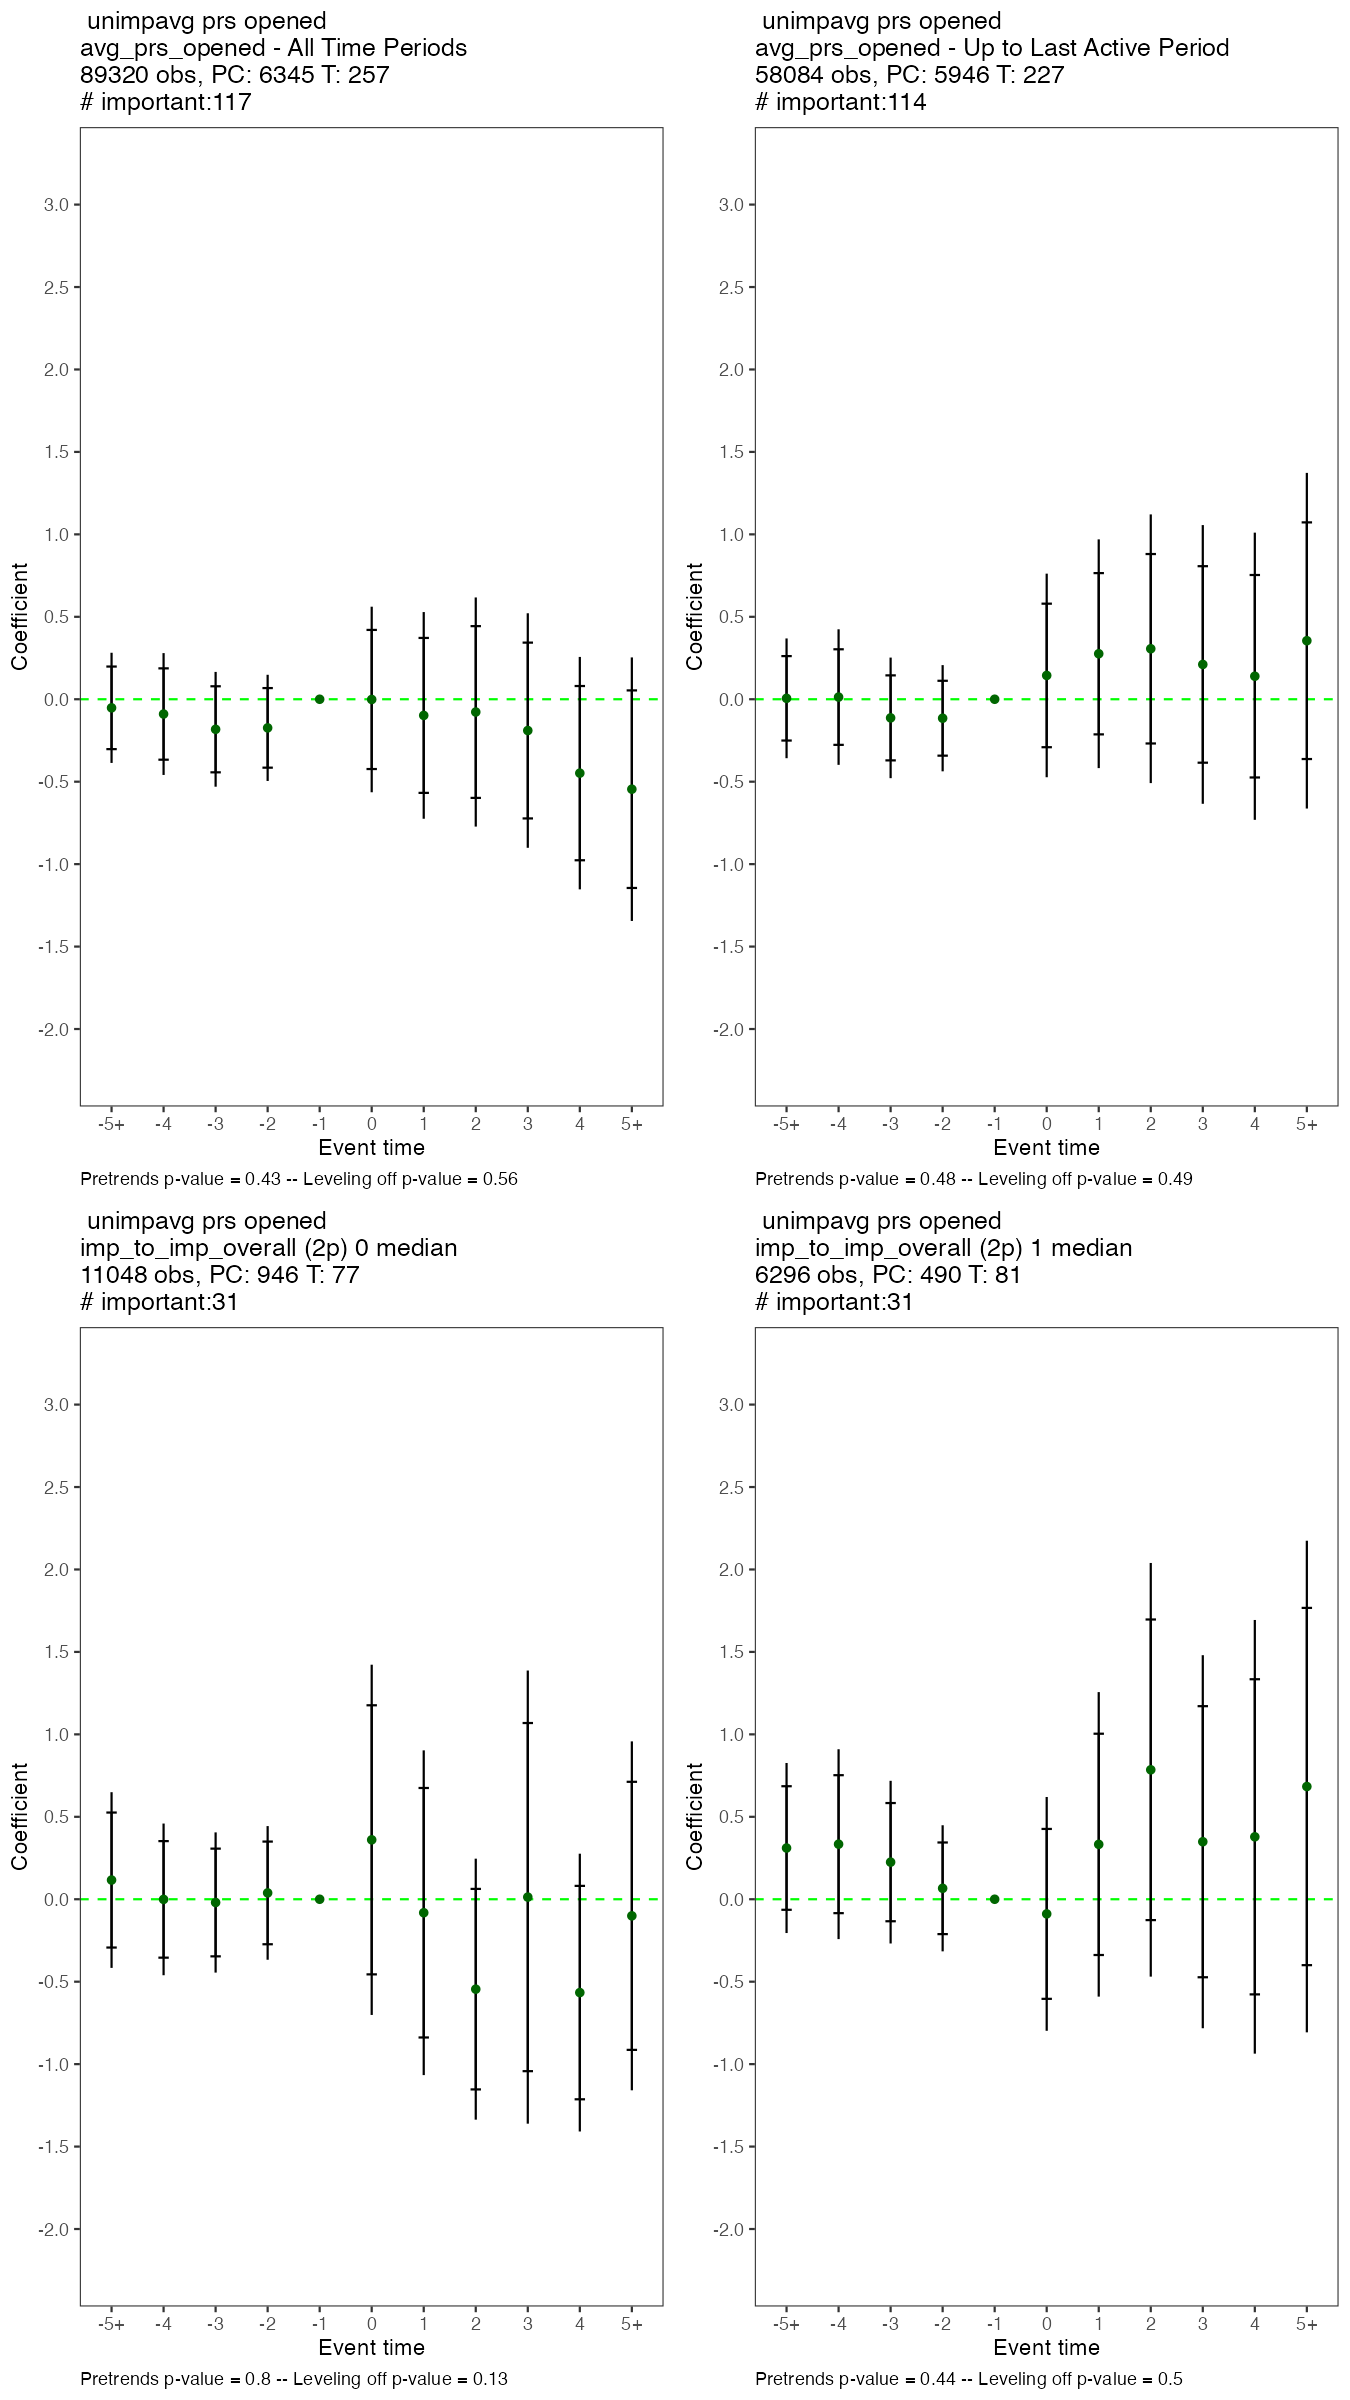 unimpavg prs opened
avg_prs_opened - All Time Periods
89320 obs, PC: 6345 T: 257
# important:117
Coefficient
3.0
2.5
2.0
1.5
1.0
0.5
0.0
-0.5
-1.0
-1.5
-2.0
-5+ -4 -3 -2 -1 0 1 2 3 4 5+
Event time
Pretrends p-value = 0.43 -- Leveling off p-value = 0.56
unimpavg prs opened
avg_prs_opened - Up to Last Active Period
58084 obs, PC: 5946 T: 227
# important:114
Coefficient
3.0
2.5
2.0
1.5
1.0
0.5
0.0
-0.5
-1.0
-1.5
-2.0
-5+ -4 -3 -2 -1 0 1 2 3 4 5+
Event time
Pretrends p-value = 0.48 -- Leveling off p-value = 0.49
unimpavg prs opened
imp_to_imp_overall (2p) 0 median
11048 obs, PC: 946 T: 77
# important:31
Coefficient
3.0
2.5
2.0
1.5
1.0
0.5
0.0
-0.5
-1.0
-1.5
-2.0
-5+ -4 -3 -2 -1 0 1 2 3 4 5+
Event time
Pretrends p-value = 0.8 -- Leveling off p-value = 0.13
unimpavg prs opened
imp_to_imp_overall (2p) 1 median
6296 obs, PC: 490 T: 81
# important:31
Coefficient
3.0
2.5
2.0
1.5
1.0
0.5
0.0
-0.5
-1.0
-1.5
-2.0
-5+ -4 -3 -2 -1 0 1 2 3 4 5+
Event time
Pretrends p-value = 0.44 -- Leveling off p-value = 0.5